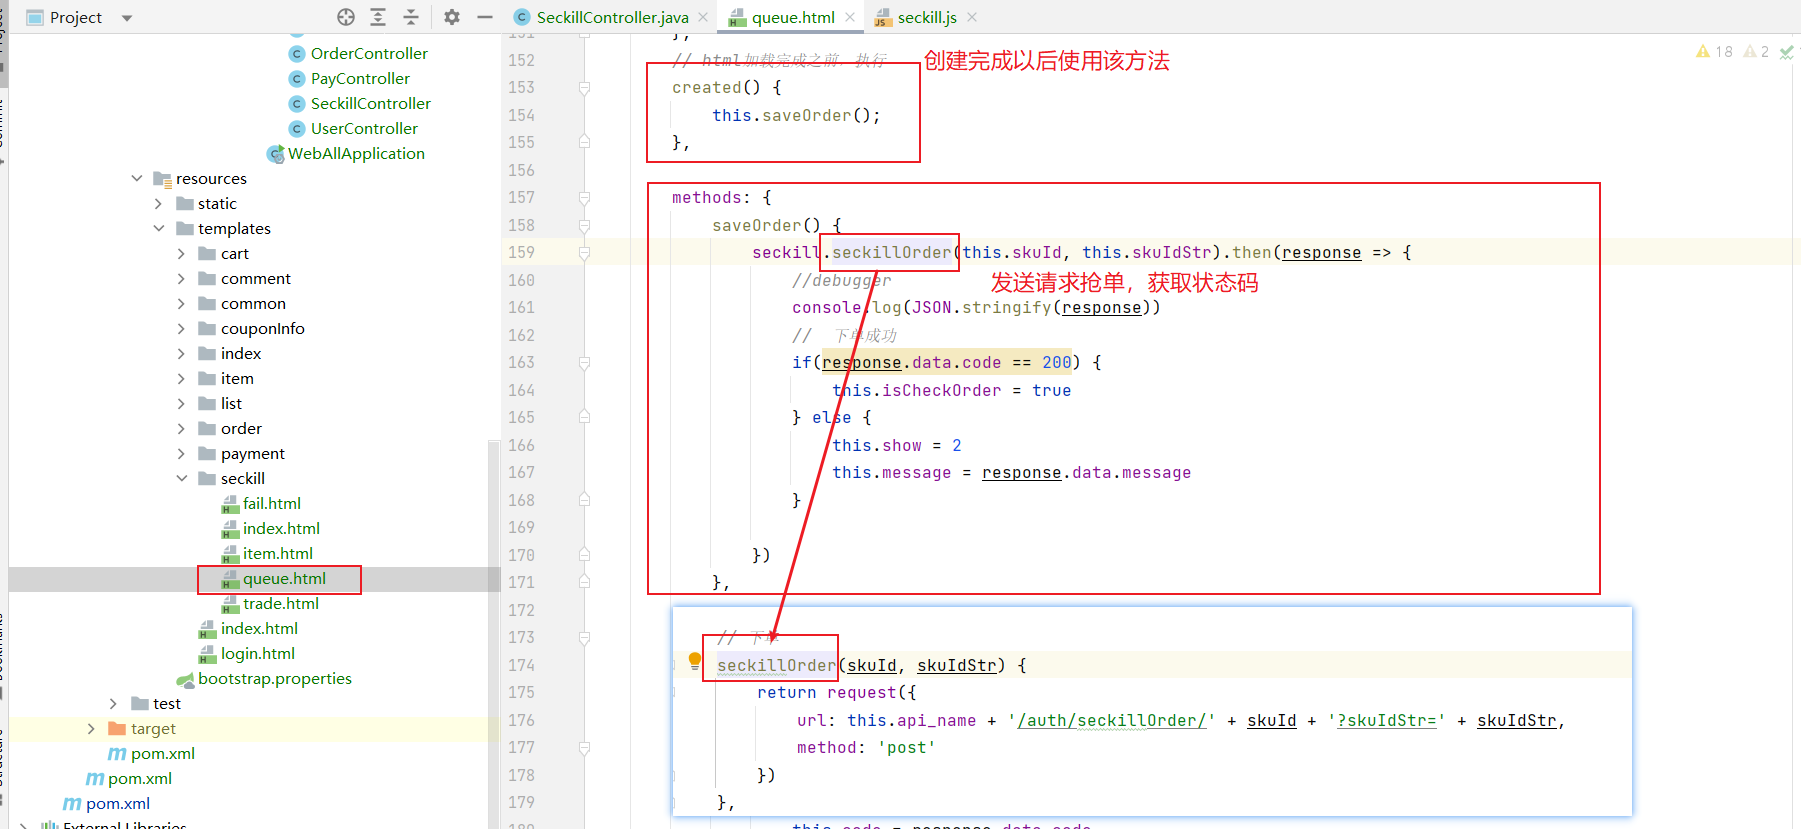 Project
SeckillController.java
queue.html
seckill.js
OrderController
PayController
SeckillController
UserController
WebAllApplication
resources
static
templates
cart
comment
common
couponInfo
index
item
list
order
payment
seckill
fail.html
index.html
item.html
queue.html
trade.html
index.html
login.html
bootstrap.properties
test
target
pom.xml
pom.xml
pom.xml
External Libraries
18 2
151 },
152 // html加载完成之前，执行
创建完成以后使用该方法
153 created() {
154 this.saveOrder();
155 },
156
157 methods: {
158 saveOrder() {
159 seckill.seckillOrder(this.skuId, this.skuIdStr).then(response => {
160 //debugger
发送请求抢单，获取状态码
161 console.log(JSON.stringify(response))
162 // 下单成功
163 if(response.data.code == 200) {
164 this.isCheckOrder = true
165 } else {
166 this.show = 2
167 this.message = response.data.message
168 }
169
170 })
171 },
172
173 // 下单
174 seckillOrder(skuId, skuIdStr) {
175 return request({
176 url: this.api_name + '/auth/seckillOrder/' + skuId + '?skuIdStr=' + skuIdStr,
177 method: 'post'
178 })
179 },
180 this.code = response.data.code